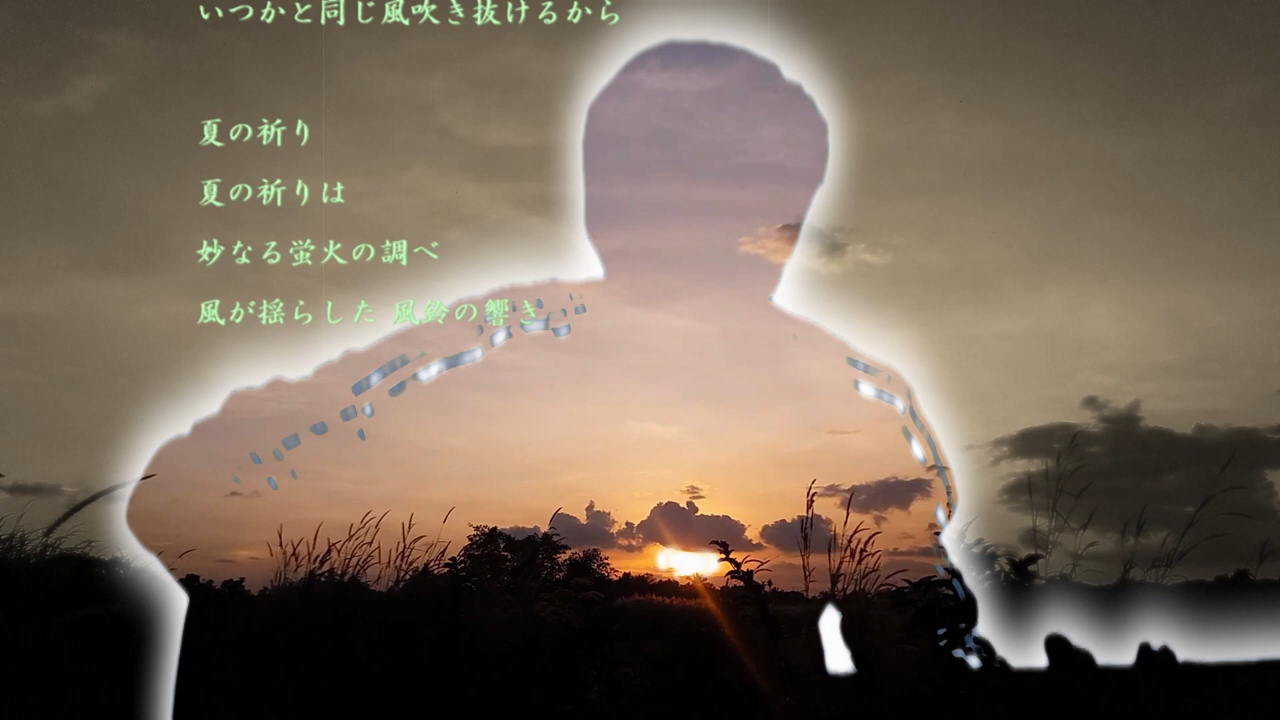 いつかと同じ風吹き抜けるから
夏の祈り
夏の祈りは
妙なる蛍火の調べ
風が揺らした 風鈴の響き